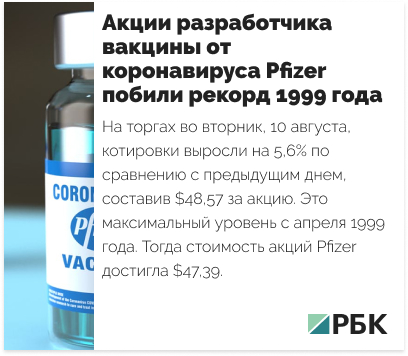 Акции разработчика
вакцины от
коронавируса Pfizer
побили рекорд 1999 года
На торгах во вторник, 10 августа,
котировки выросли на 5,6% по
сравнению с предыдущим днем,
составив $48,57 за акцию. Это
максимальный уровень с апреля 1999
года. Тогда стоимость акций Pfizer
достигла $47,39.
CORON
Pfi
VAC
РБК